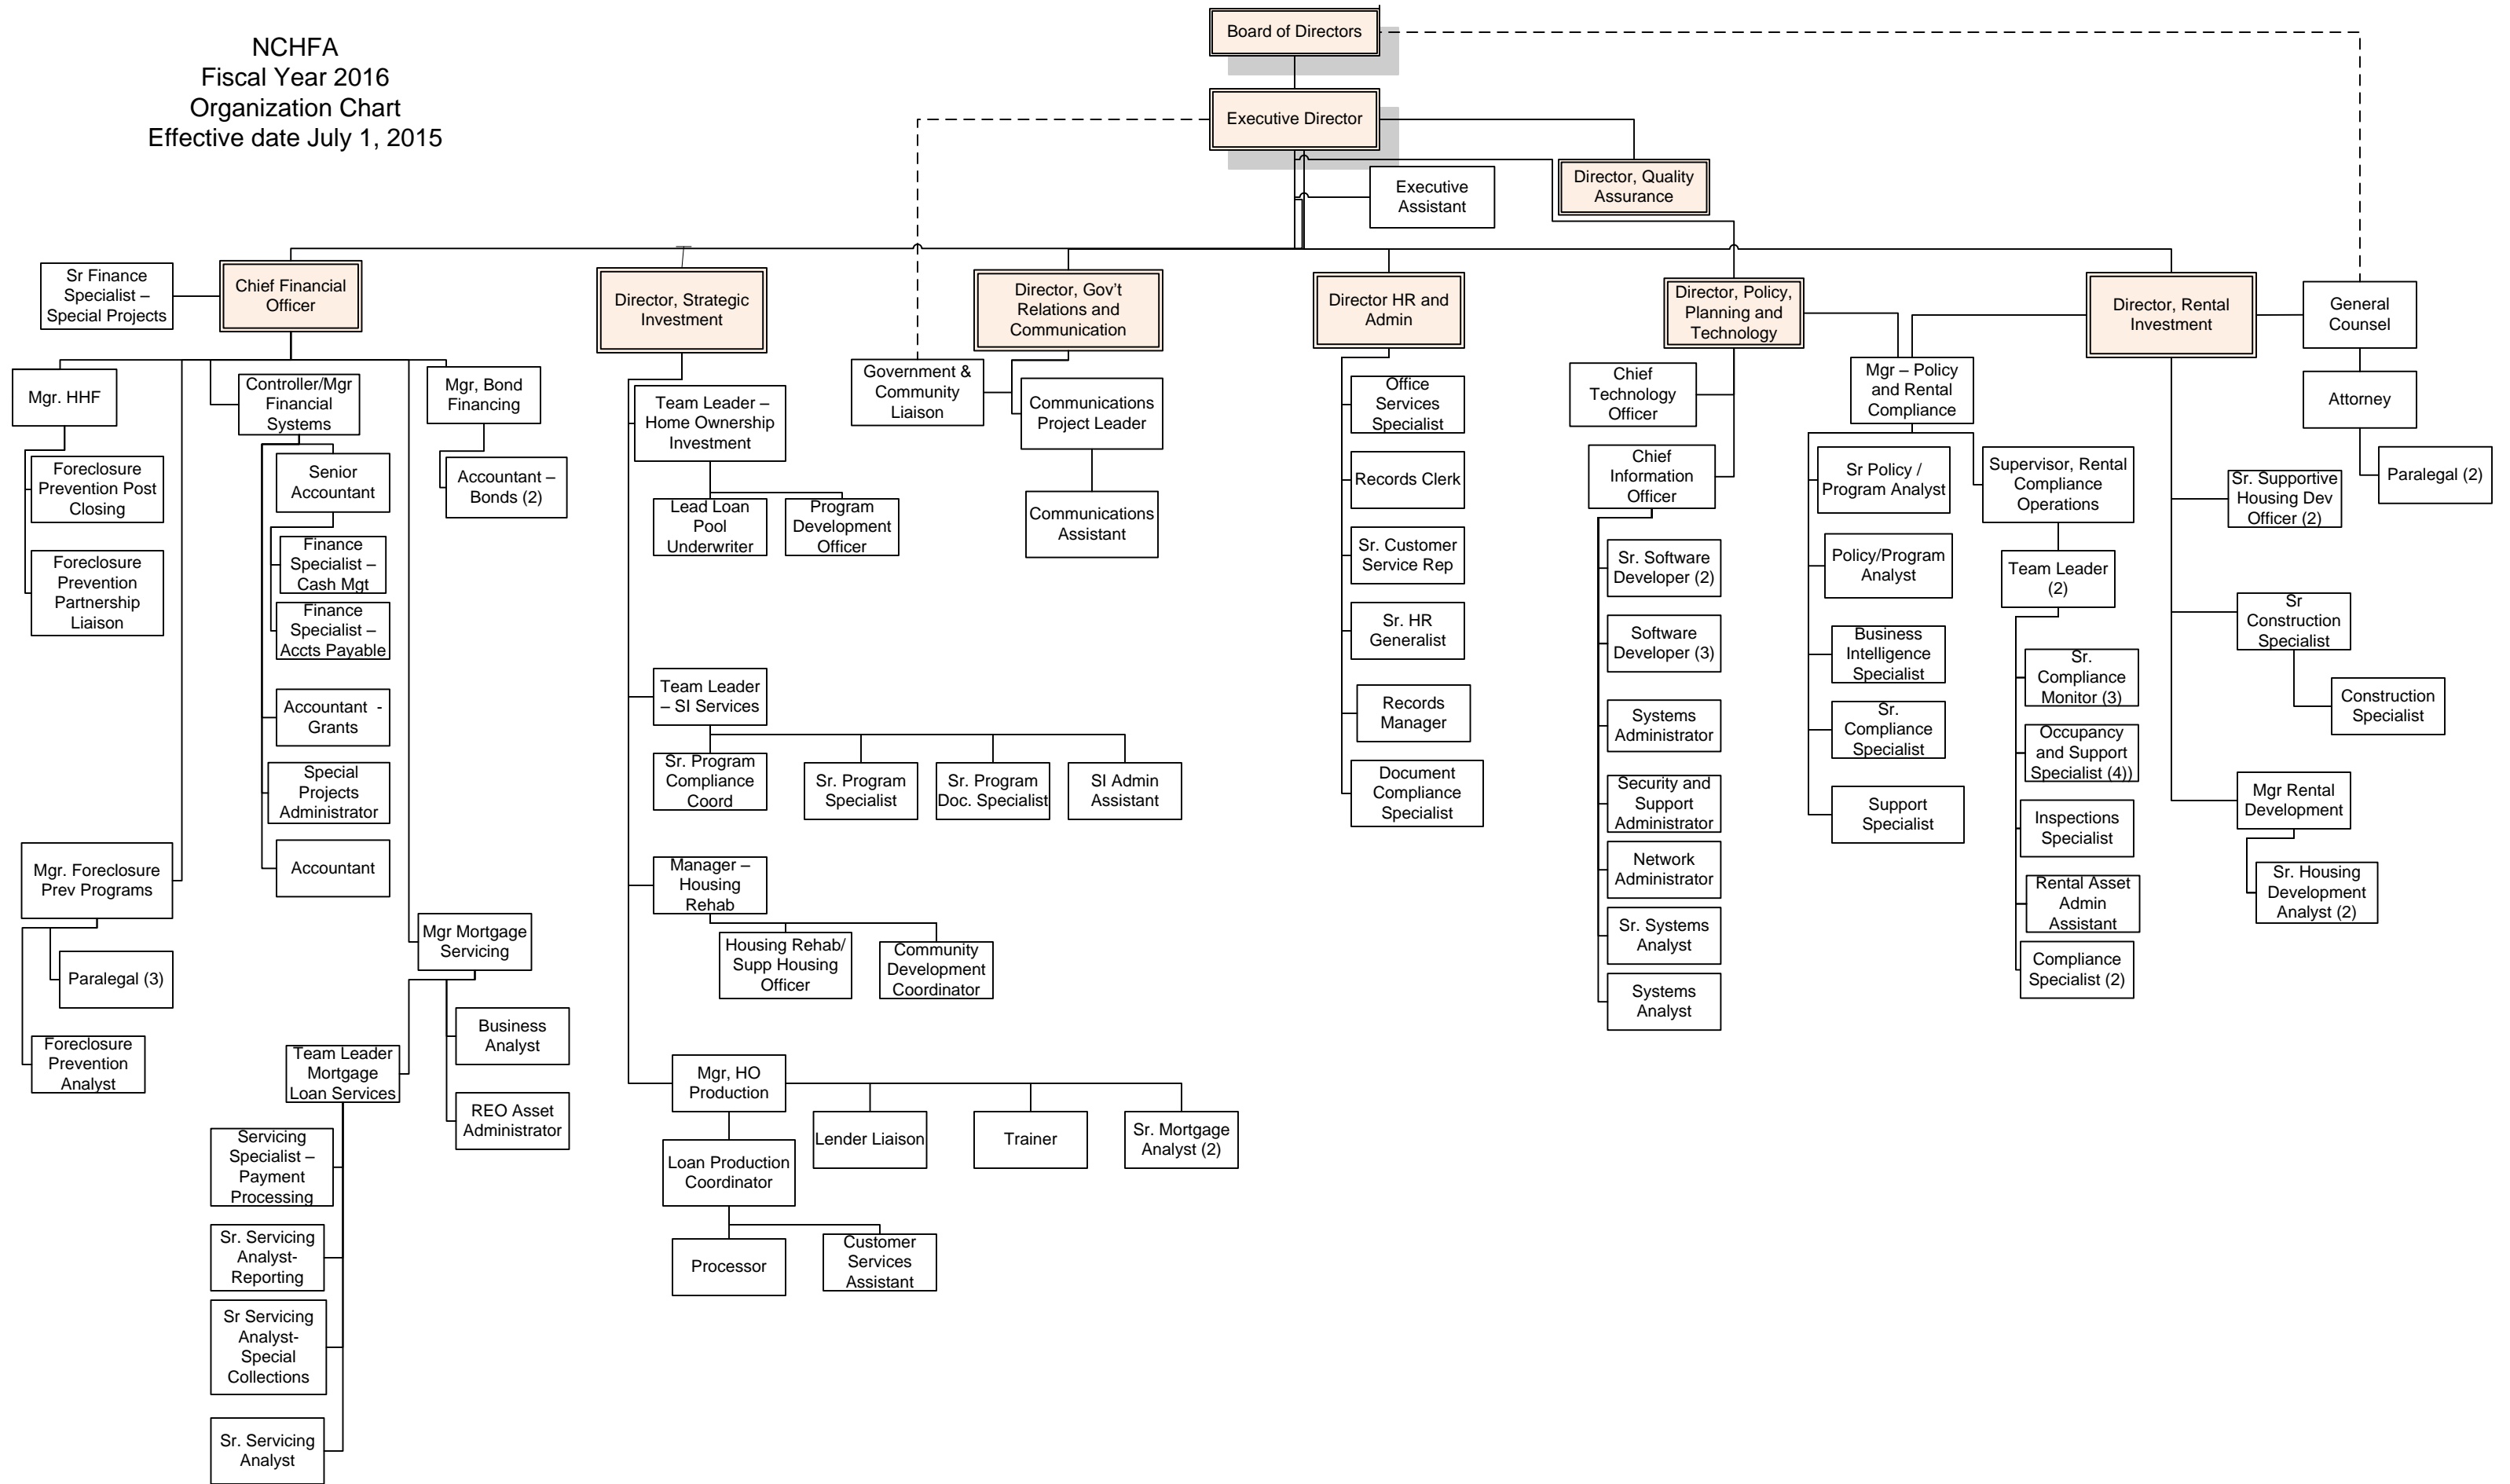 NCHFA
Fiscal Year 2016
Organization Chart
Effective date July 1, 2015
Board of Directors
Executive Director
Executive
Assistant
Director, Quality
Assurance
Sr Finance
Specialist –
Special Projects
Chief Financial
Officer
Director, Strategic
Investment
Director, Gov't
Relations and
Communication
Director HR and
Admin
Director, Policy,
Planning and
Technology
Director, Rental
Investment
General
Counsel
Mgr. HHF
Foreclosure
Prevention Post
Closing
Foreclosure
Prevention
Partnership
Liaison
Mgr. Foreclosure
Prev Programs
Paralegal (3)
Foreclosure
Prevention
Analyst
Controller/Mgr
Financial
Systems
Senior
Accountant
Finance
Specialist –
Cash Mgt
Finance
Specialist –
Accts Payable
Accountant -
Grants
Special
Projects
Administrator
Accountant
Mgr, Bond
Financing
Accountant –
Bonds (2)
Mgr Mortgage
Servicing
Business
Analyst
REO Asset
Administrator
Team Leader
Mortgage
Loan Services
Servicing
Specialist –
Payment
Processing
Sr. Servicing
Analyst-
Reporting
Sr Servicing
Analyst-
Special
Collections
Sr. Servicing
Analyst
Team Leader –
Home Ownership
Investment
Lead Loan
Pool
Underwriter
Program
Development
Officer
Team Leader
– SI Services
Sr. Program
Compliance
Coord
Sr. Program
Specialist
Sr. Program
Doc. Specialist
SI Admin
Assistant
Manager –
Housing
Rehab
Housing Rehab/
Supp Housing
Officer
Community
Development
Coordinator
Mgr, HO
Production
Loan Production
Coordinator
Lender Liaison
Trainer
Sr. Mortgage
Analyst (2)
Processor
Customer
Services
Assistant
Government &
Community
Liaison
Communications
Project Leader
Communications
Assistant
Office
Services
Specialist
Records Clerk
Sr. Customer
Service Rep
Sr. HR
Generalist
Records
Manager
Document
Compliance
Specialist
Chief
Technology
Officer
Chief
Information
Officer
Sr. Software
Developer (2)
Software
Developer (3)
Systems
Administrator
Security and
Support
Administrator
Network
Administrator
Sr. Systems
Analyst
Systems
Analyst
Mgr – Policy
and Rental
Compliance
Sr Policy /
Program Analyst
Policy/Program
Analyst
Business
Intelligence
Specialist
Sr.
Compliance
Specialist
Support
Specialist
Supervisor, Rental
Compliance
Operations
Team Leader
(2)
Sr.
Compliance
Monitor (3)
Occupancy
and Support
Specialist (4))
Inspections
Specialist
Rental Asset
Admin
Assistant
Compliance
Specialist (2)
Sr. Supportive
Housing Dev
Officer (2)
Sr
Construction
Specialist
Construction
Specialist
Mgr Rental
Development
Sr. Housing
Development
Analyst (2)
Attorney
Paralegal (2)